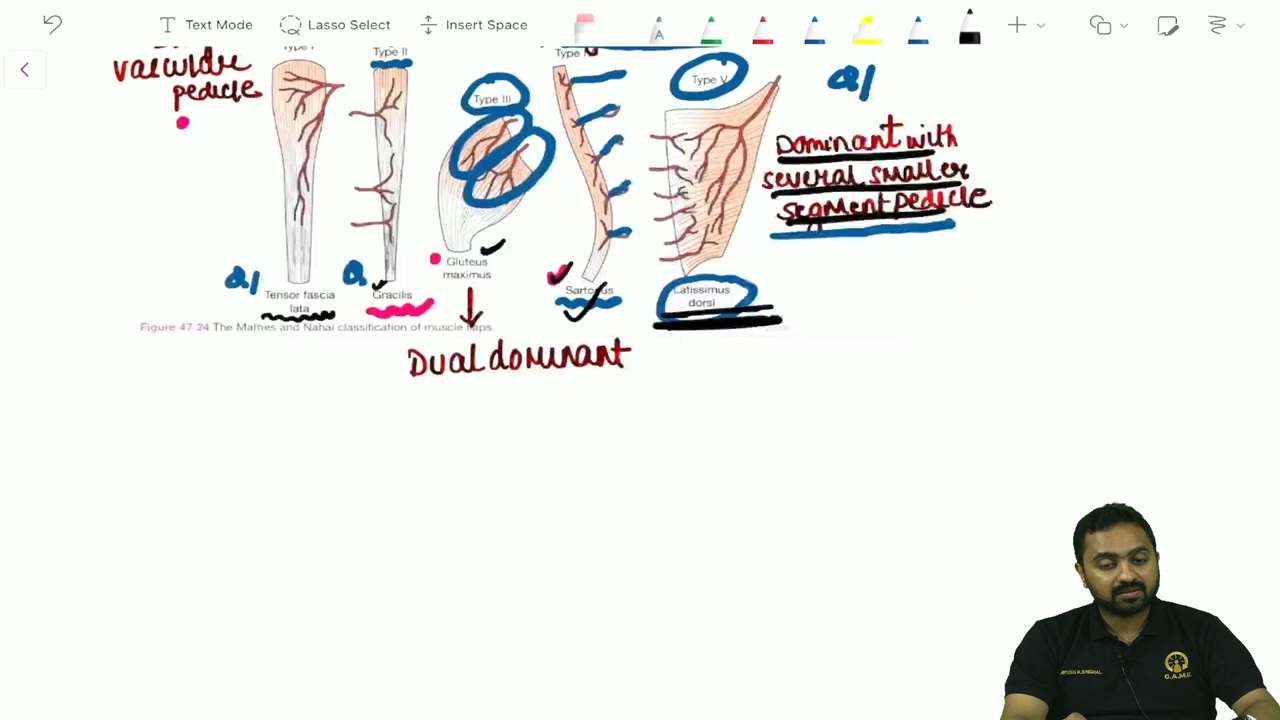 Text Mode
Lasso Select
Insert Space
A
Type I
vascular
pedicle
Type II
Type III
Type V
Q/
Dominant with
several smaller
segment pedicle
Q/
Tensor fascia
lata
Gracilis
Gluteus
maximus
Sartorius
Latissimus
dorsi
Figure 47.24 The Mathes and Nahai classification of muscle flaps.
Dual dominant
G.A.M.E